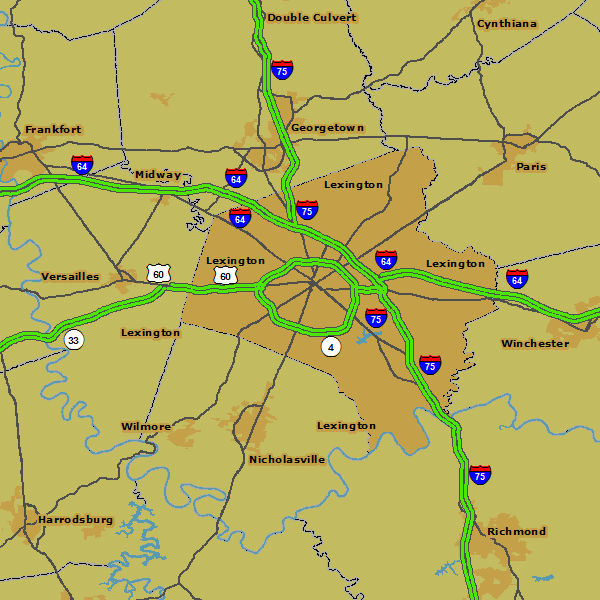 Double Culvert
Cynthiana
75
Frankfort
Georgetown
64
Midway
64
Paris
Lexington
64
75
Lexington
64
Lexington
Versailles
60
60
64
75
Lexington
33
4
Winchester
75
Wilmore
Lexington
Nicholasville
75
Harrodsburg
Richmond